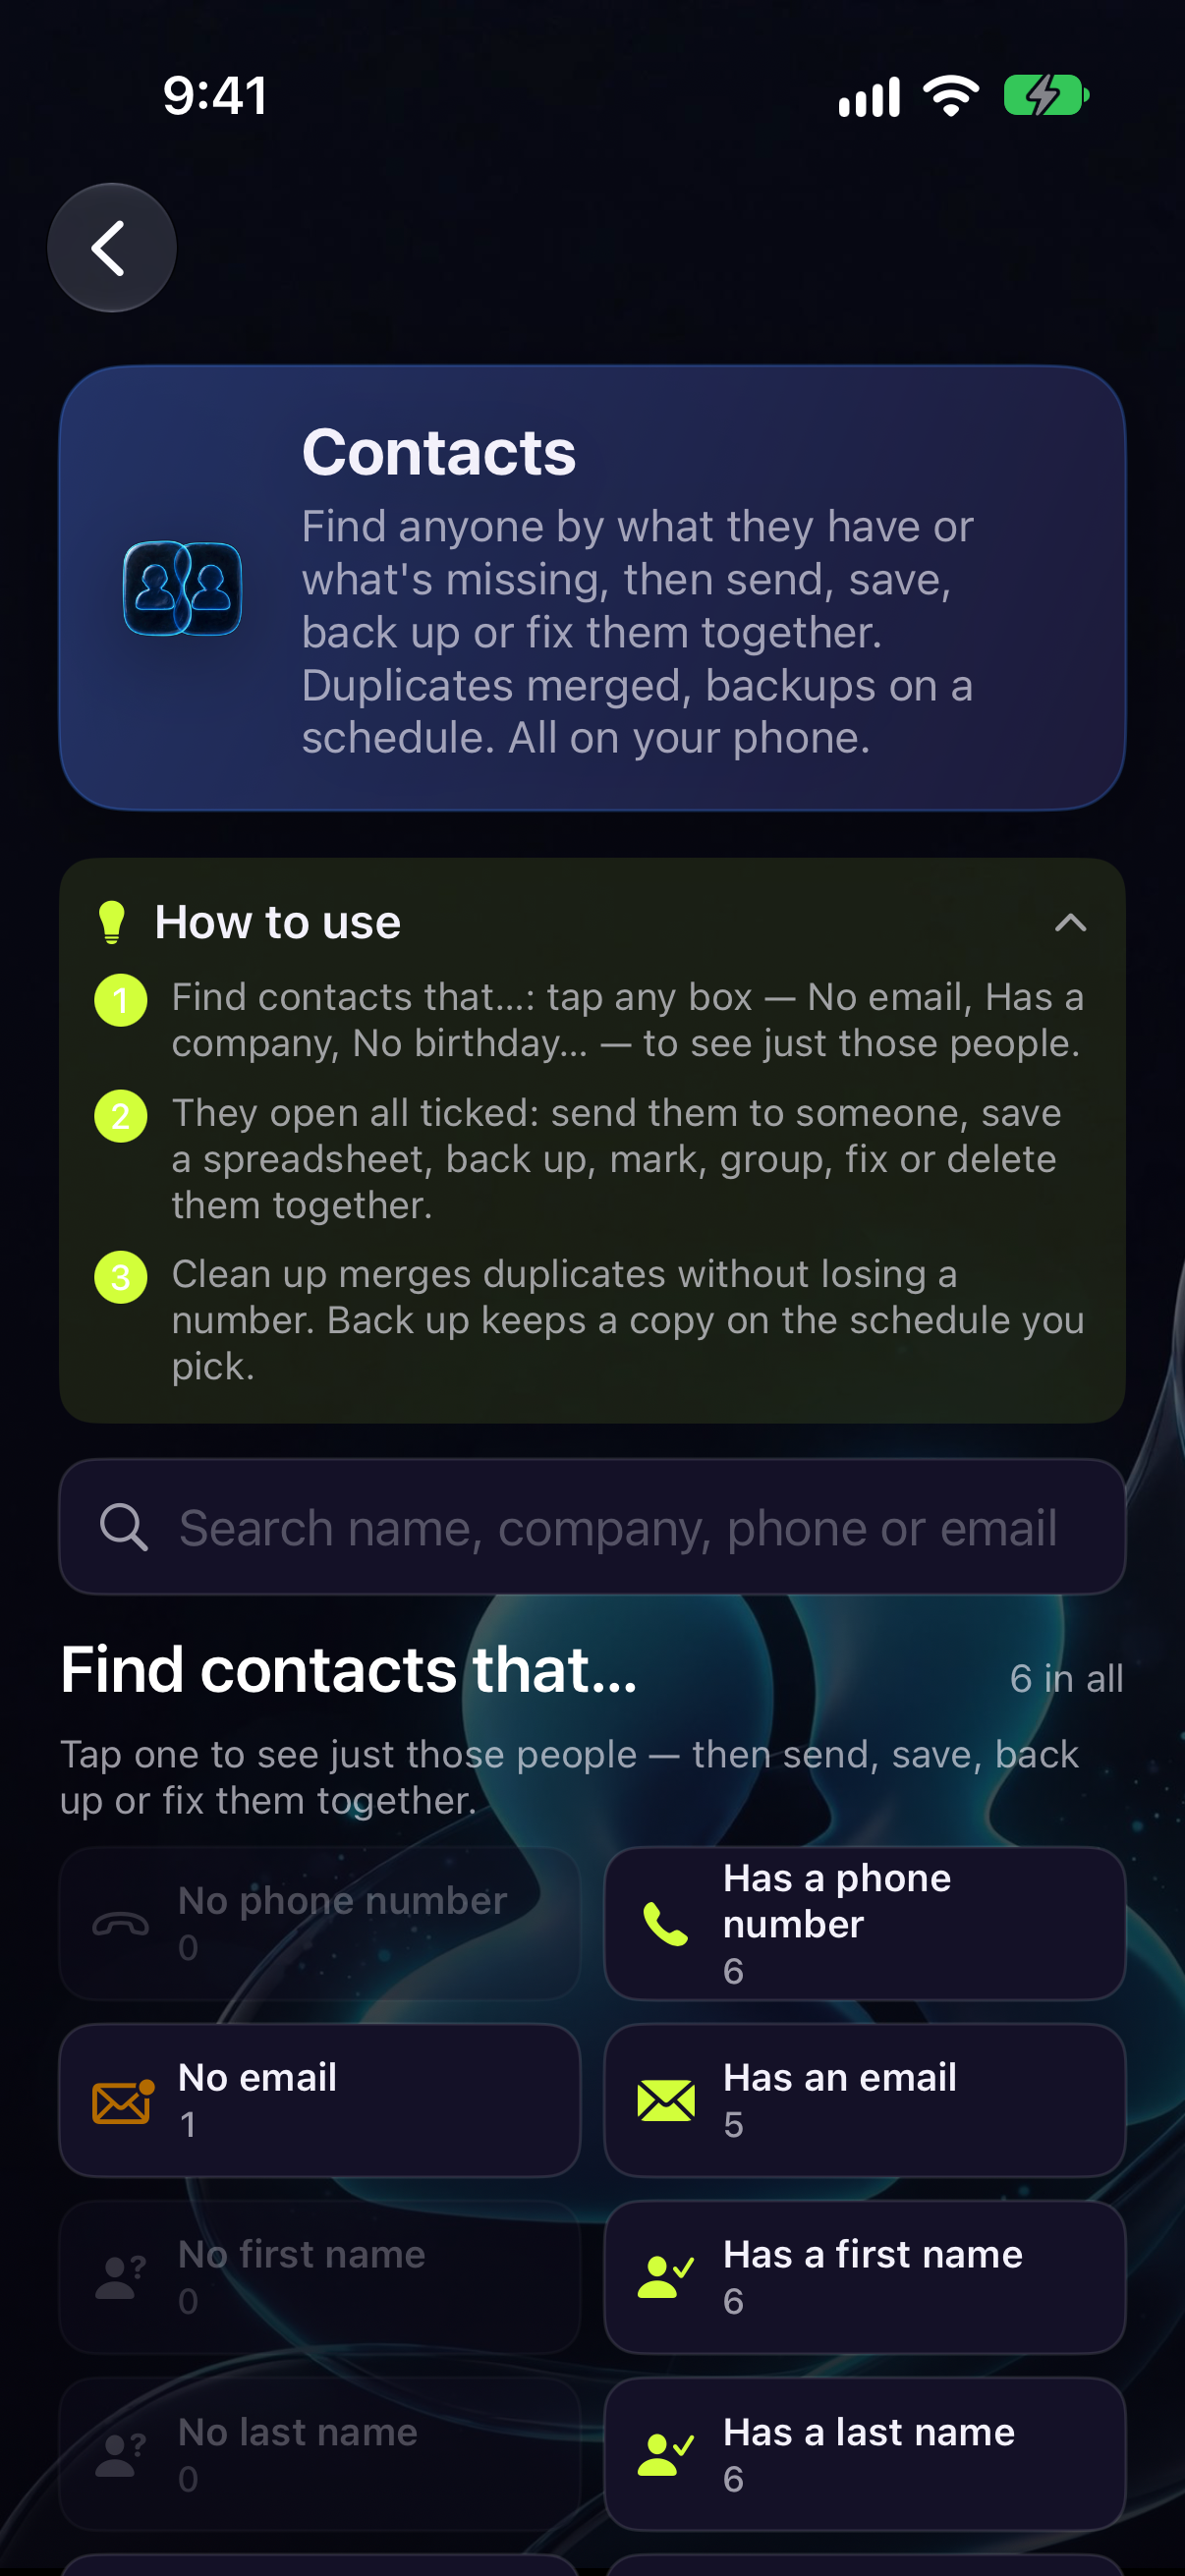 9:41
Contacts
Find anyone by what they have or
what's missing, then send, save,
back up or fix them together.
Duplicates merged, backups on a
schedule. All on your phone.
How to use
1 Find contacts that...: tap any box — No email, Has a
company, No birthday... — to see just those people.
2 They open all ticked: send them to someone, save
a spreadsheet, back up, mark, group, fix or delete
them together.
3 Clean up merges duplicates without losing a
number. Back up keeps a copy on the schedule you
pick.
Search name, company, phone or email
Find contacts that...
6 in all
Tap one to see just those people — then send, save, back
up or fix them together.
No phone number
0
Has a phone
number
6
No email
1
Has an email
5
No first name
0
Has a first name
6
No last name
0
Has a last name
6